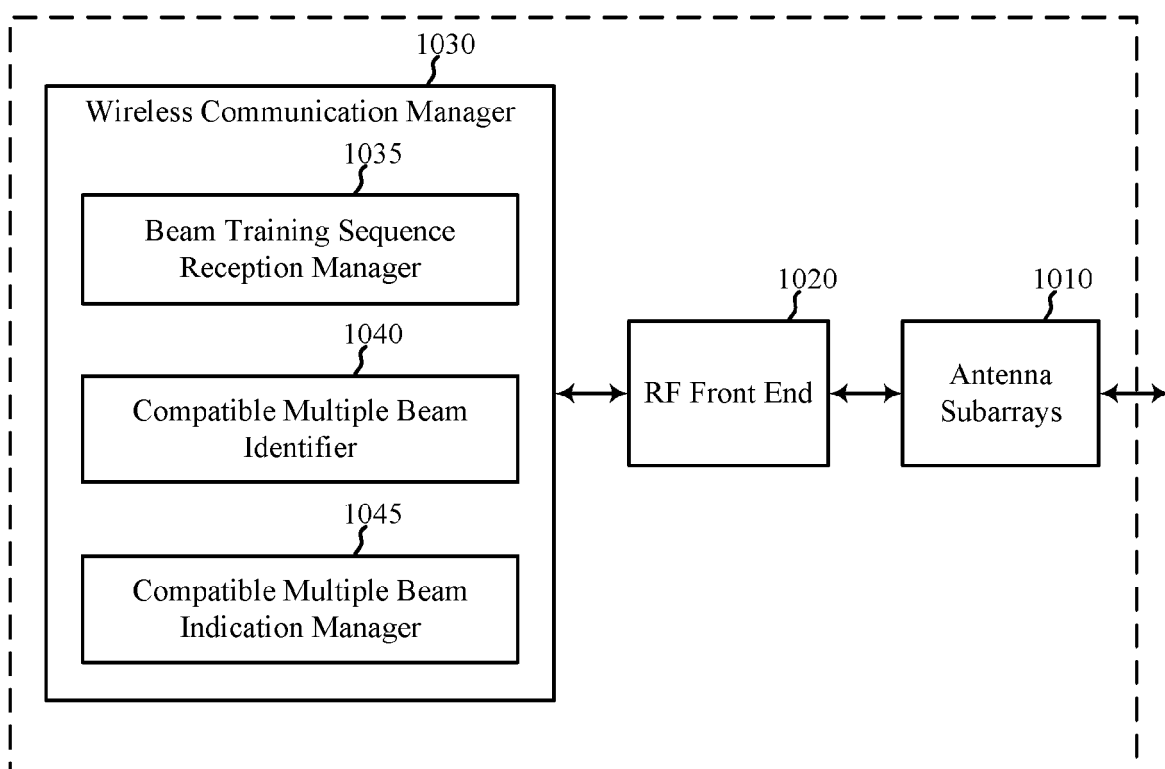 1030
Wireless Communication Manager
1035
Beam Training Sequence
Reception Manager
1040
Compatible Multiple Beam
Identifier
1045
Compatible Multiple Beam
Indication Manager
1020
RF Front End
1010
Antenna
Subarrays